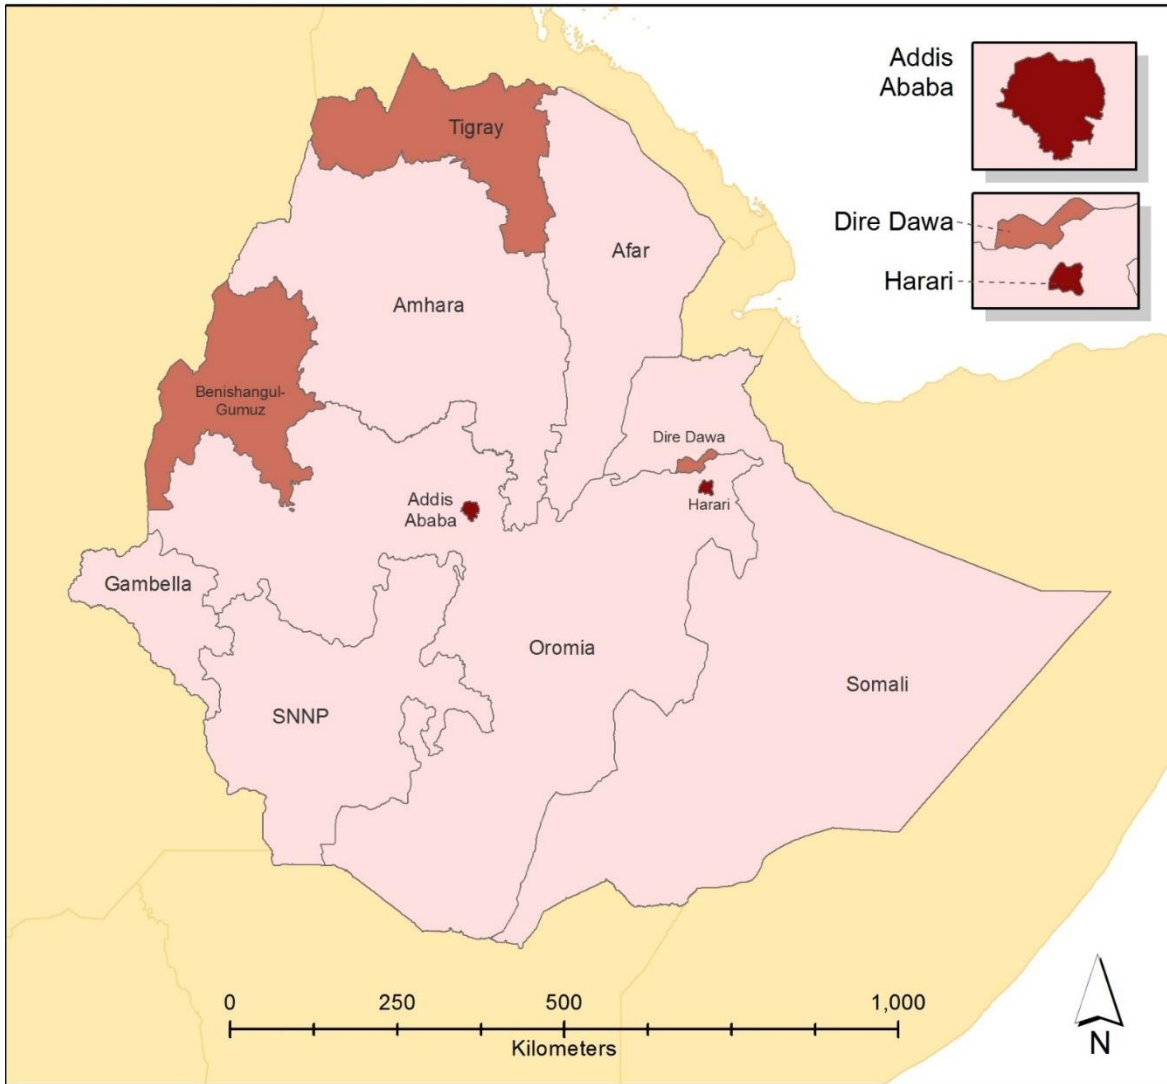 Addis
Ababa
Tigray
Dire Dawa
Afar
Harari
Amhara
Benishangul-
Gumuz
Dire Dawa
Addis
Ababa
Harari
Gambella
Oromia
Somali
SNNP
0 250 500 1,000
Kilometers
N